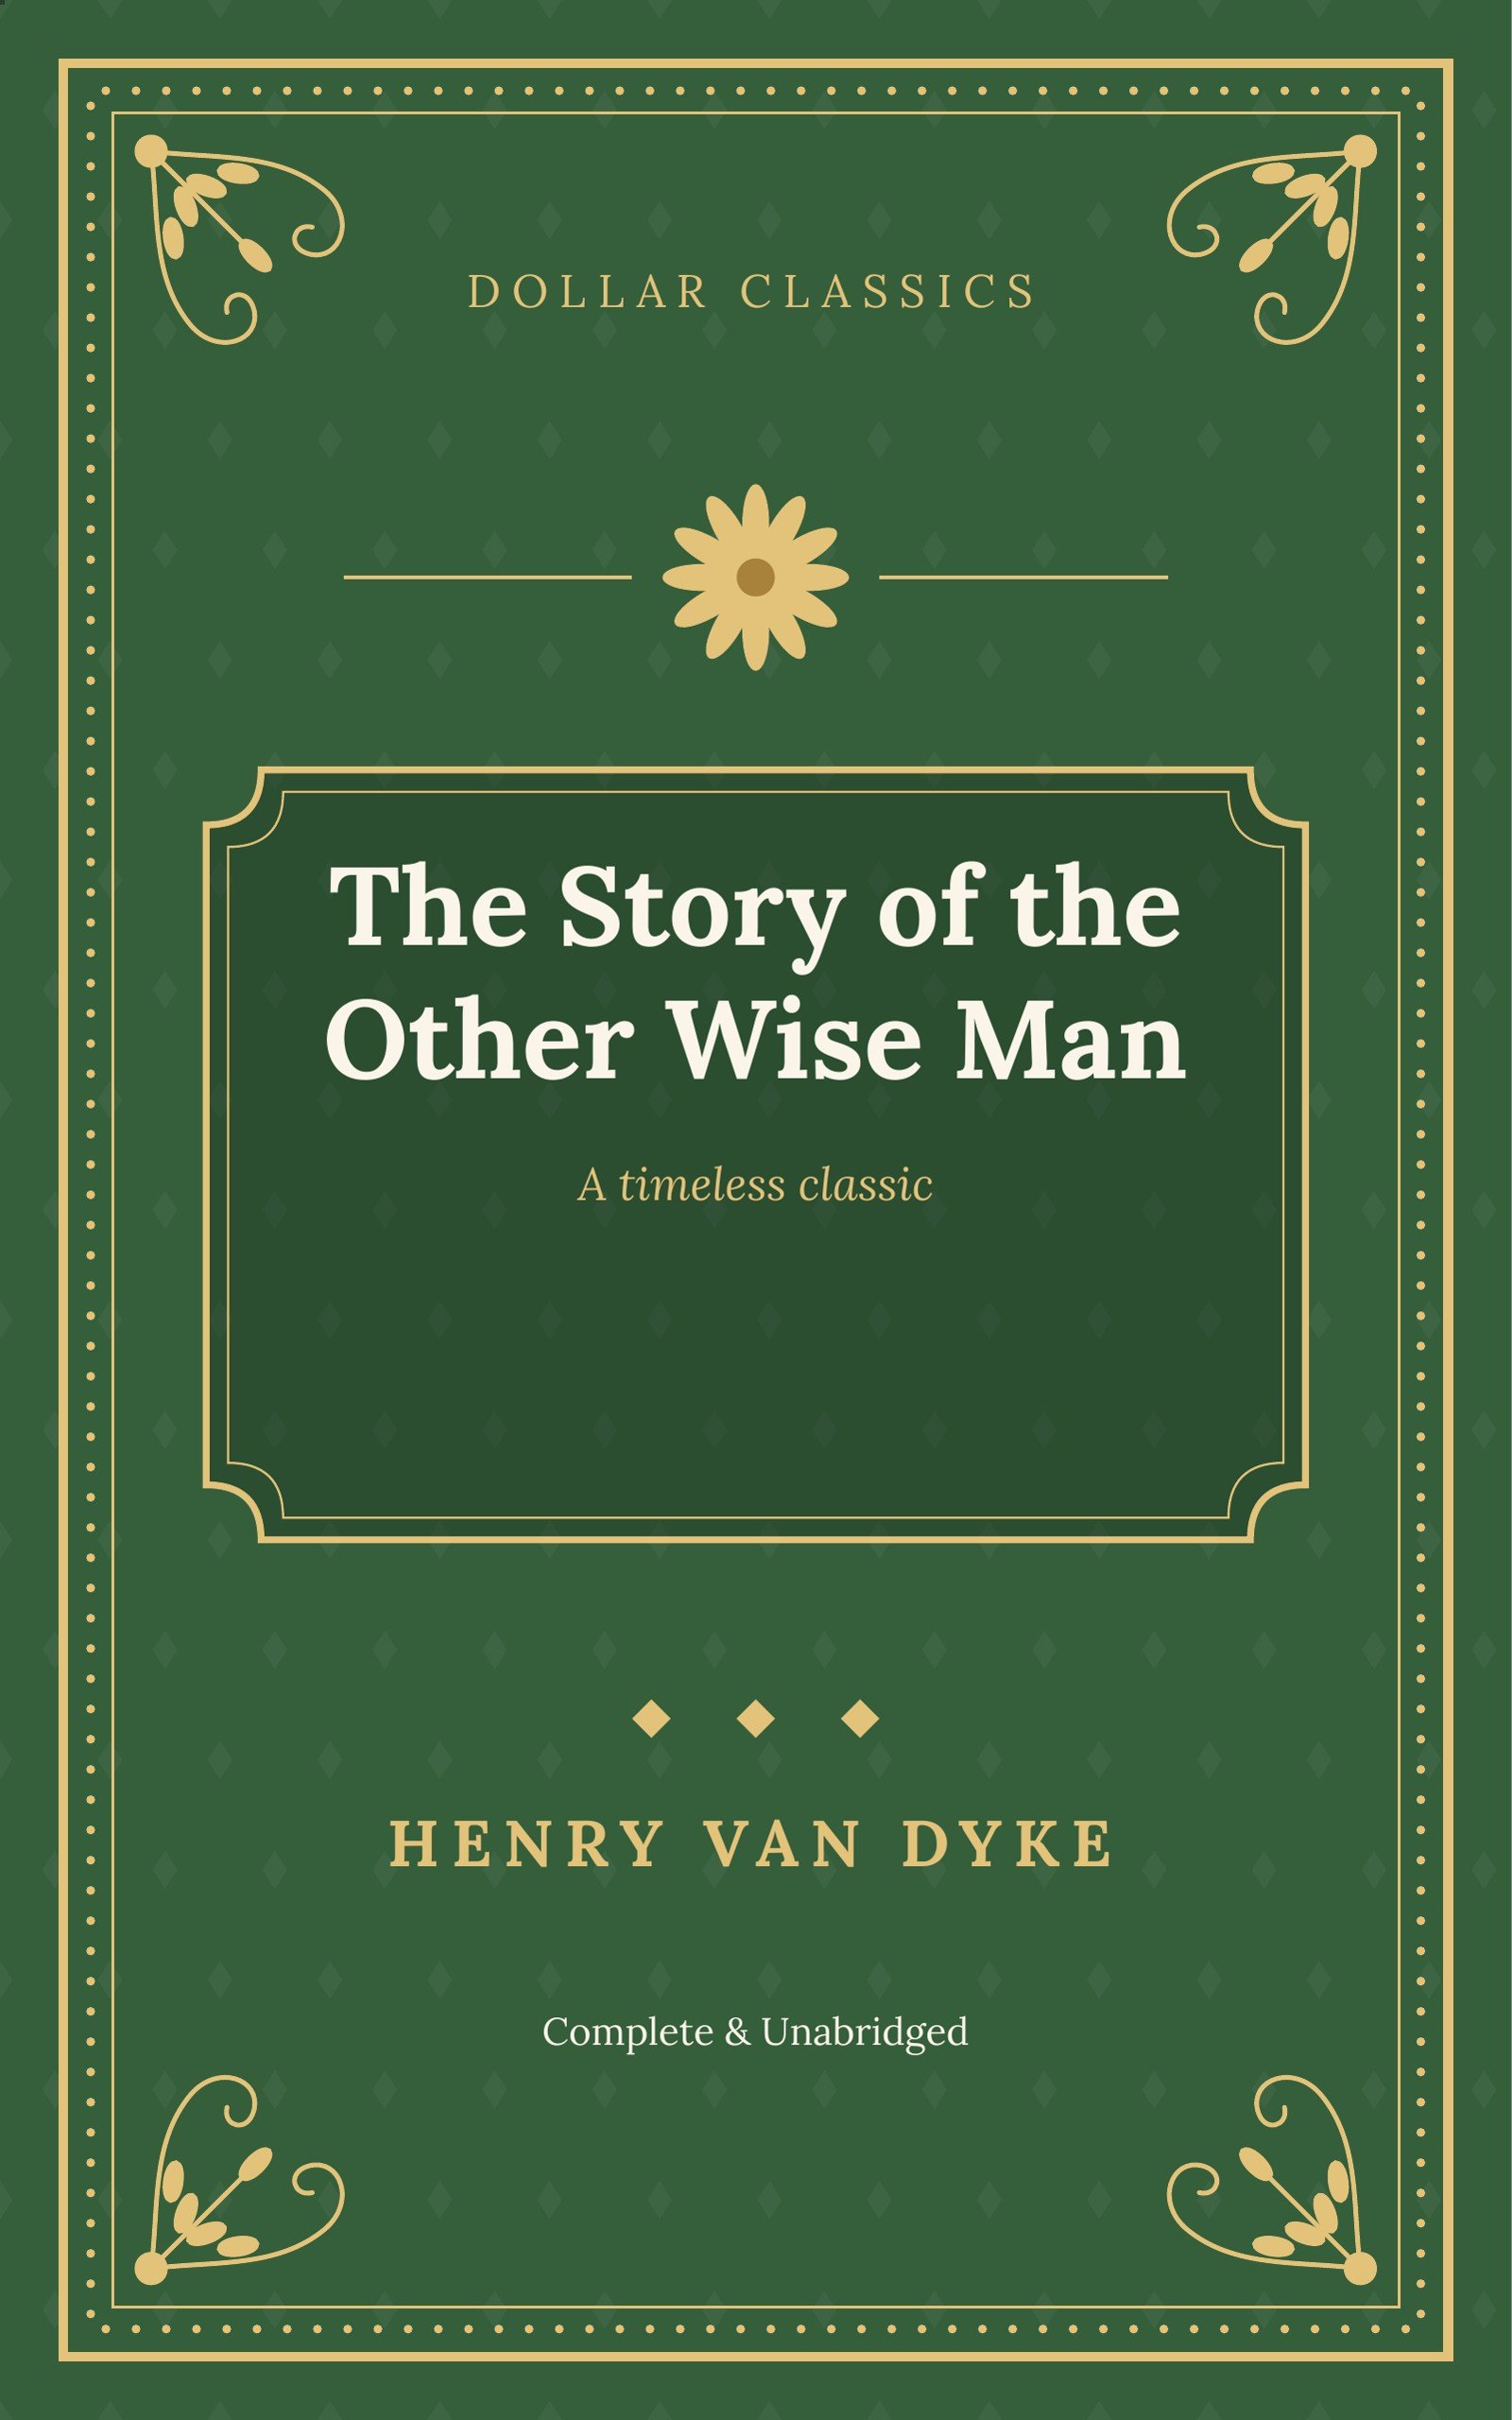 DOLLAR CLASSICS
The Story of the
Other Wise Man
A timeless classic
HENRY VAN DYKE
Complete & Unabridged